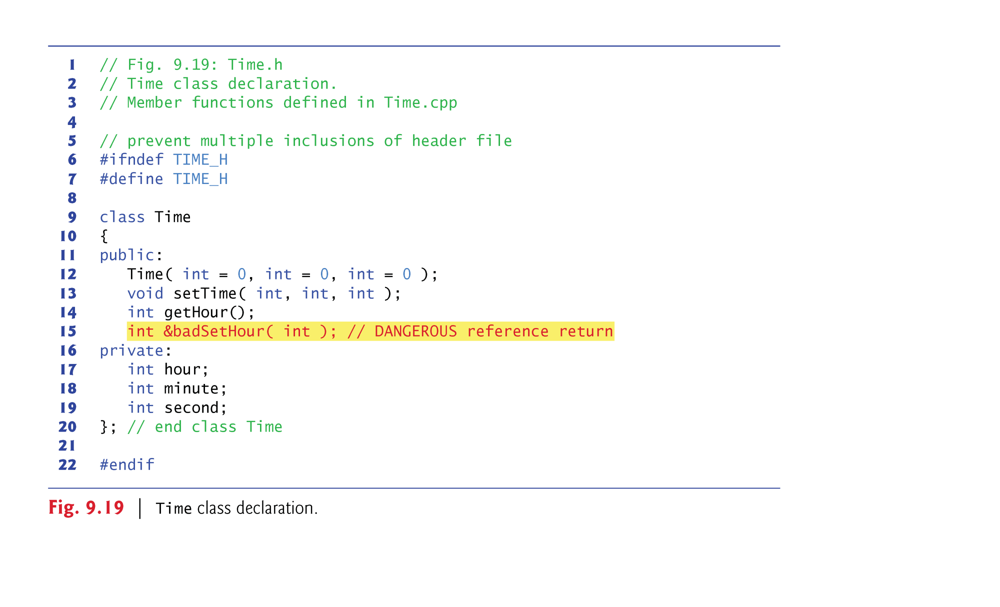 1 // Fig. 9.19: Time.h
2 // Time class declaration.
3 // Member functions defined in Time.cpp
4
5 // prevent multiple inclusions of header file
6 #ifndef TIME_H
7 #define TIME_H
8
9 class Time
10 {
11 public:
12    Time( int = 0, int = 0, int = 0 );
13    void setTime( int, int, int );
14    int getHour();
15    int &badSetHour( int ); // DANGEROUS reference return
16 private:
17    int hour;
18    int minute;
19    int second;
20 }; // end class Time
21
22 #endif
Fig. 9.19 | Time class declaration.